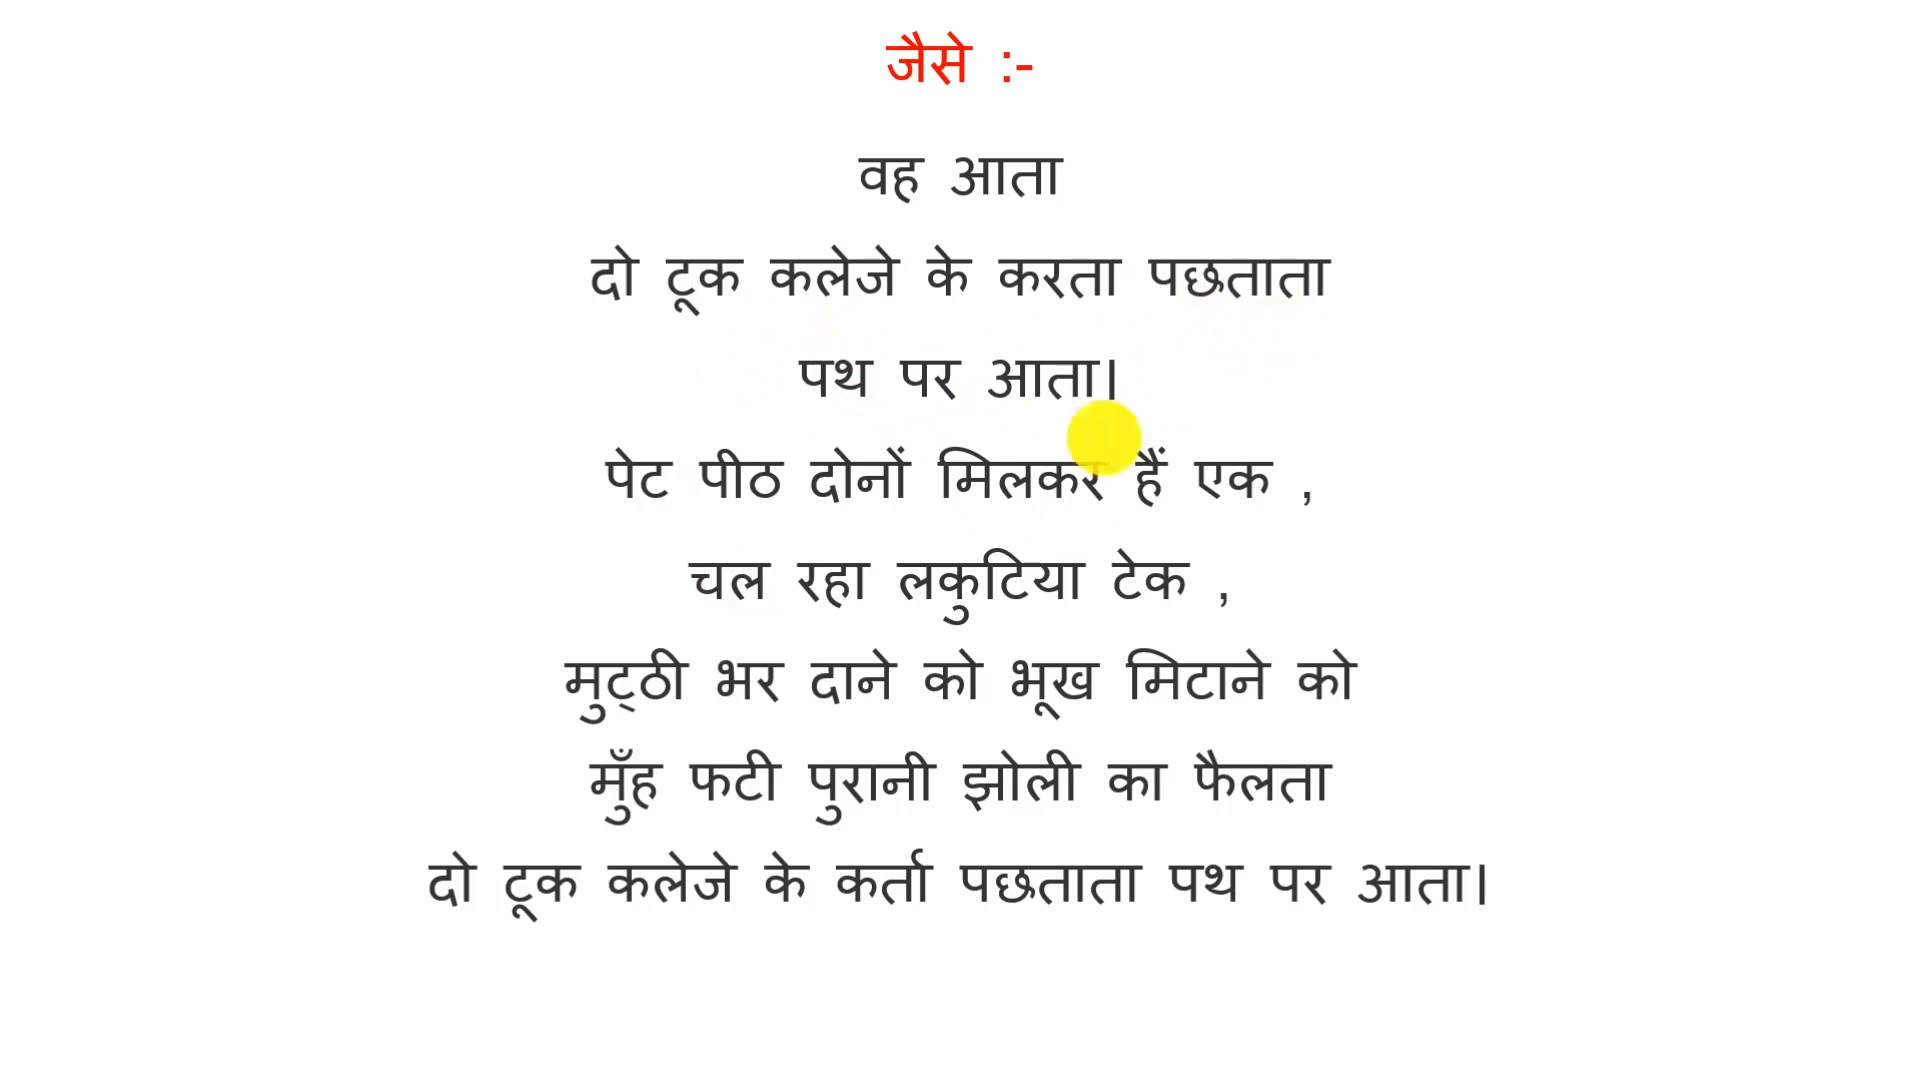 जैसे :-
वह आता
दो टूक कलेजे के करता पछताता
पथ पर आता।
पेट पीठ दोनों मिलकर हैं एक ,
चल रहा लकुटिया टेक ,
मुट्ठी भर दाने को भूख मिटाने को
मुँह फटी पुरानी झोली का फैलता
दो टूक कलेजे के कर्ता पछताता पथ पर आता।